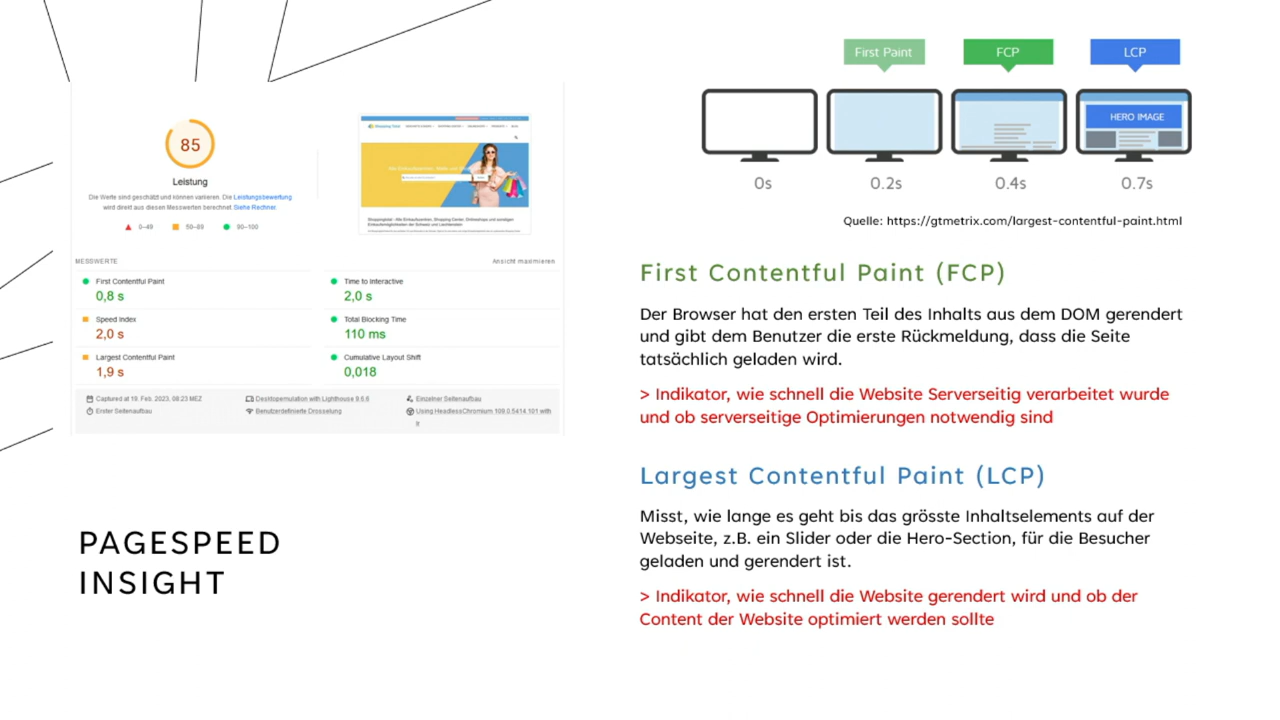 85
Leistung
Die Werte sind geschätzt und können variieren. Die Leistungsbewertung
wird direkt aus diesen Messwerten berechnet. Siehe Rechner.
0–49
50–89
90–100
MESSWERTE
Ansicht maximieren
First Contentful Paint
0,8 s
Time to Interactive
2,0 s
Speed Index
2,0 s
Total Blocking Time
110 ms
Largest Contentful Paint
1,9 s
Cumulative Layout Shift
0,018
Captured at 19. Feb. 2023, 08:23 MEZ
Desktopemulation with Lighthouse 9.6.6
Einzelner Seitenaufbau
Erster Seitenaufbau
Benutzerdefinierte Drosselung
Using HeadlessChromium 109.0.5414.101 with
lr
PAGESPEED
INSIGHT
First Paint
FCP
LCP
HERO IMAGE
0s
0.2s
0.4s
0.7s
Quelle: https://gtmetrix.com/largest-contentful-paint.html
First Contentful Paint (FCP)
Der Browser hat den ersten Teil des Inhalts aus dem DOM gerendert
und gibt dem Benutzer die erste Rückmeldung, dass die Seite
tatsächlich geladen wird.
> Indikator, wie schnell die Website Serverseitig verarbeitet wurde
und ob serverseitige Optimierungen notwendig sind
Largest Contentful Paint (LCP)
Misst, wie lange es geht bis das grösste Inhaltselements auf der
Webseite, z.B. ein Slider oder die Hero-Section, für die Besucher
geladen und gerendert ist.
> Indikator, wie schnell die Website gerendert wird und ob der
Content der Website optimiert werden sollte